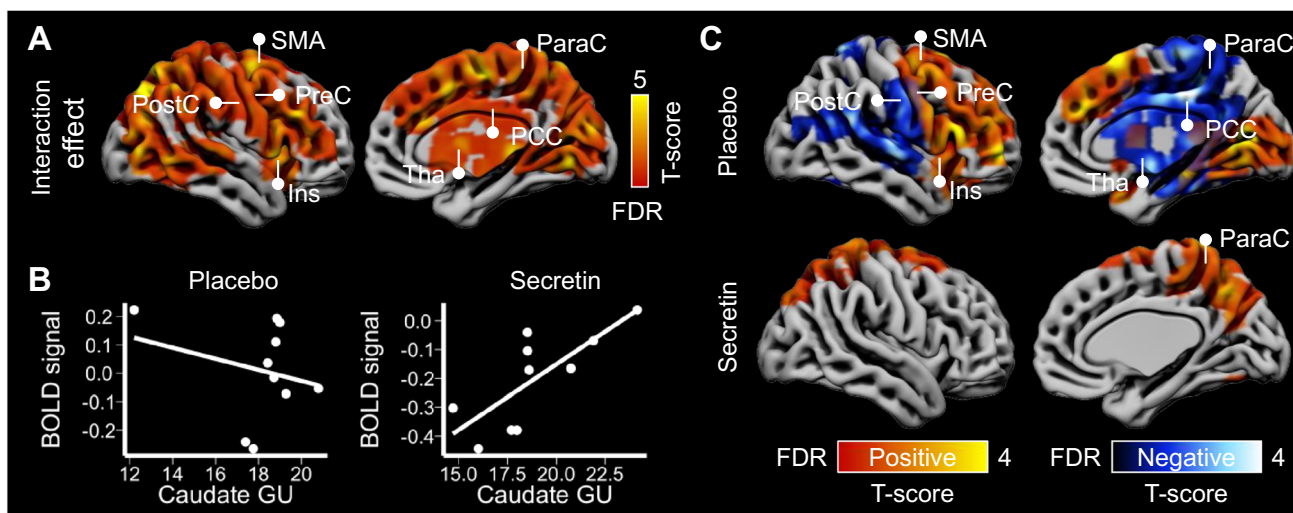 A
Interaction effect
SMA
PostC
PreC
Ins
ParaC
PCC
Tha
5
T-score
FDR
B
Placebo
BOLD signal
0.2
0.1
0.0
-0.1
-0.2
12 14 16 18 20
Caudate GU
Secretin
BOLD signal
0.0
-0.1
-0.2
-0.3
-0.4
15.0 17.5 20.0 22.5
Caudate GU
C
Placebo
SMA
PostC
PreC
Ins
ParaC
PCC
Tha
Secretin
ParaC
FDR Positive 4
T-score
FDR Negative 4
T-score